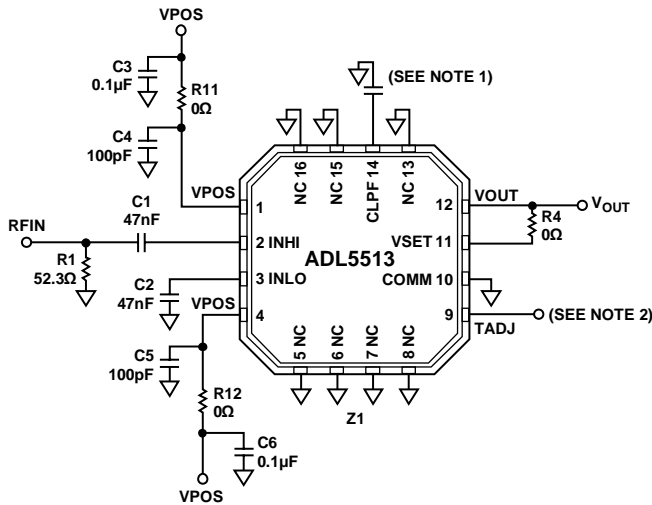 VPOS
C3
0.1µF
R11
0Ω
(SEE NOTE 1)
C4
100pF
NC 16
NC 15
CLPF 14
NC 13
VPOS
1
12
VOUT
VOUT
C1
47nF
RFIN
2 INHI
VSET 11
R4
0Ω
R1
52.3Ω
ADL5513
3 INLO
COMM 10
C2
47nF
VPOS
4
9
TADJ
(SEE NOTE 2)
C5
100pF
5 NC
6 NC
7 NC
8 NC
R12
0Ω
Z1
C6
0.1µF
VPOS